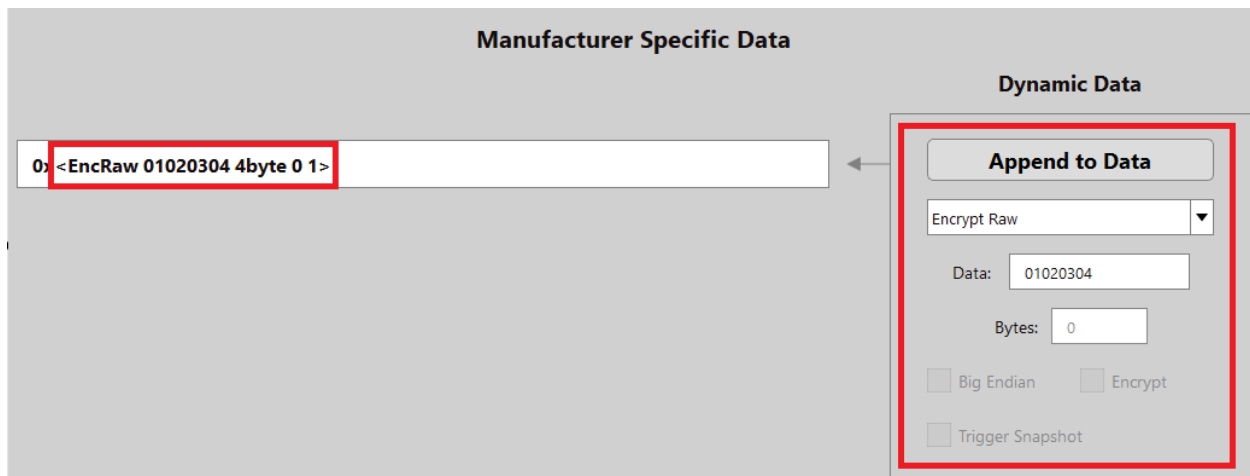 Manufacturer Specific Data
Dynamic Data
0x <EncRaw 01020304 4byte 0 1>
Append to Data
Encrypt Raw
Data: 01020304
Bytes: 0
Big Endian Encrypt
Trigger Snapshot